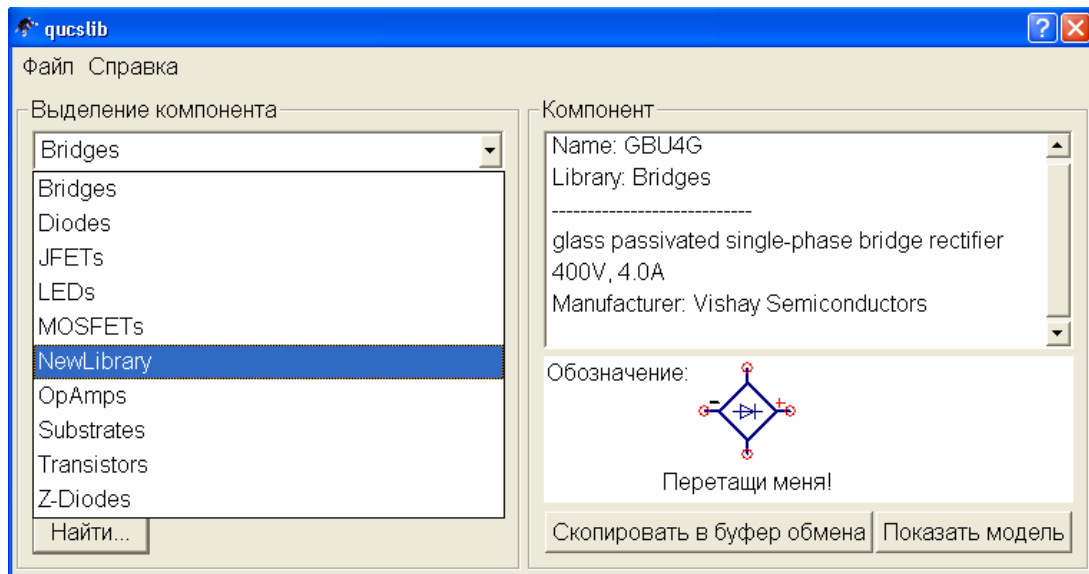 qucslib
Файл Справка
Выделение компонента
Bridges
Bridges
Diodes
JFETs
LEDs
MOSFETs
NewLibrary
OpAmps
Substrates
Transistors
Z-Diodes
Найти...
Компонент
Name: GBU4G
Library: Bridges
----------------------------
glass passivated single-phase bridge rectifier
400V, 4.0A
Manufacturer: Vishay Semiconductors
Обозначение:
- +
Перетащи меня!
Скопировать в буфер обмена Показать модель